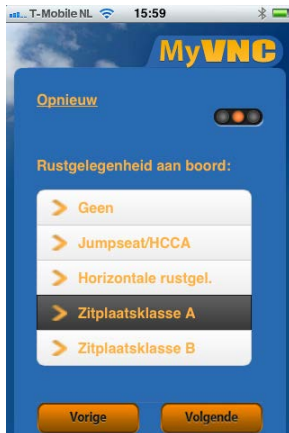 T-Mobile NL 15:59
MyVNC
Opnieuw
Rustgelegenheid aan boord:
Geen
Jumpseat/HCCA
Horizontale rustgel.
Zitplaatsklasse A
Zitplaatsklasse B
Vorige Volgende